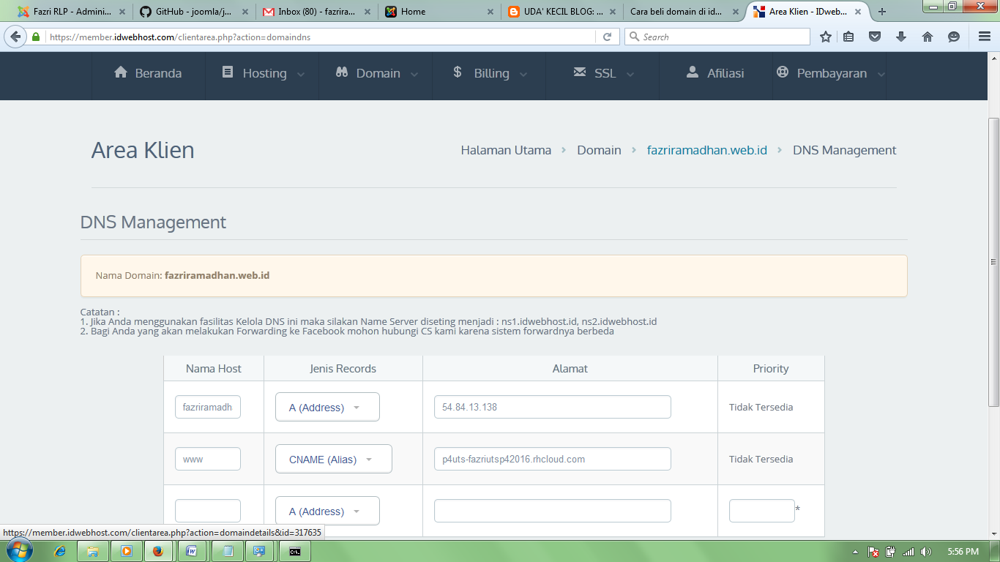 Fazri RLP - Admini...
GitHub - joomla/j...
Inbox (80) - fazrira...
Home
UDA' KECIL BLOG: ...
Cara beli domain di id...
Area Klien - IDweb...
https://member.idwebhost.com/clientarea.php?action=domaindns
Search
Beranda
Hosting
Domain
Billing
SSL
Afiliasi
Pembayaran
Area Klien
Halaman Utama > Domain > fazriramadhan.web.id > DNS Management
DNS Management
Nama Domain: fazriramadhan.web.id
Catatan :
1. Jika Anda menggunakan fasilitas Kelola DNS ini maka silakan Name Server diseting menjadi : ns1.idwebhost.id, ns2.idwebhost.id
2. Bagi Anda yang akan melakukan Forwarding ke Facebook mohon hubungi CS kami karena sistem forwardnya berbeda
Nama Host Jenis Records Alamat Priority
fazriramadh A (Address) 54.84.13.138 Tidak Tersedia
www CNAME (Alias) p4uts-fazriutsp42016.rhcloud.com Tidak Tersedia
A (Address) *
https://member.idwebhost.com/clientarea.php?action=domaindetails&id=317635
5:56 PM